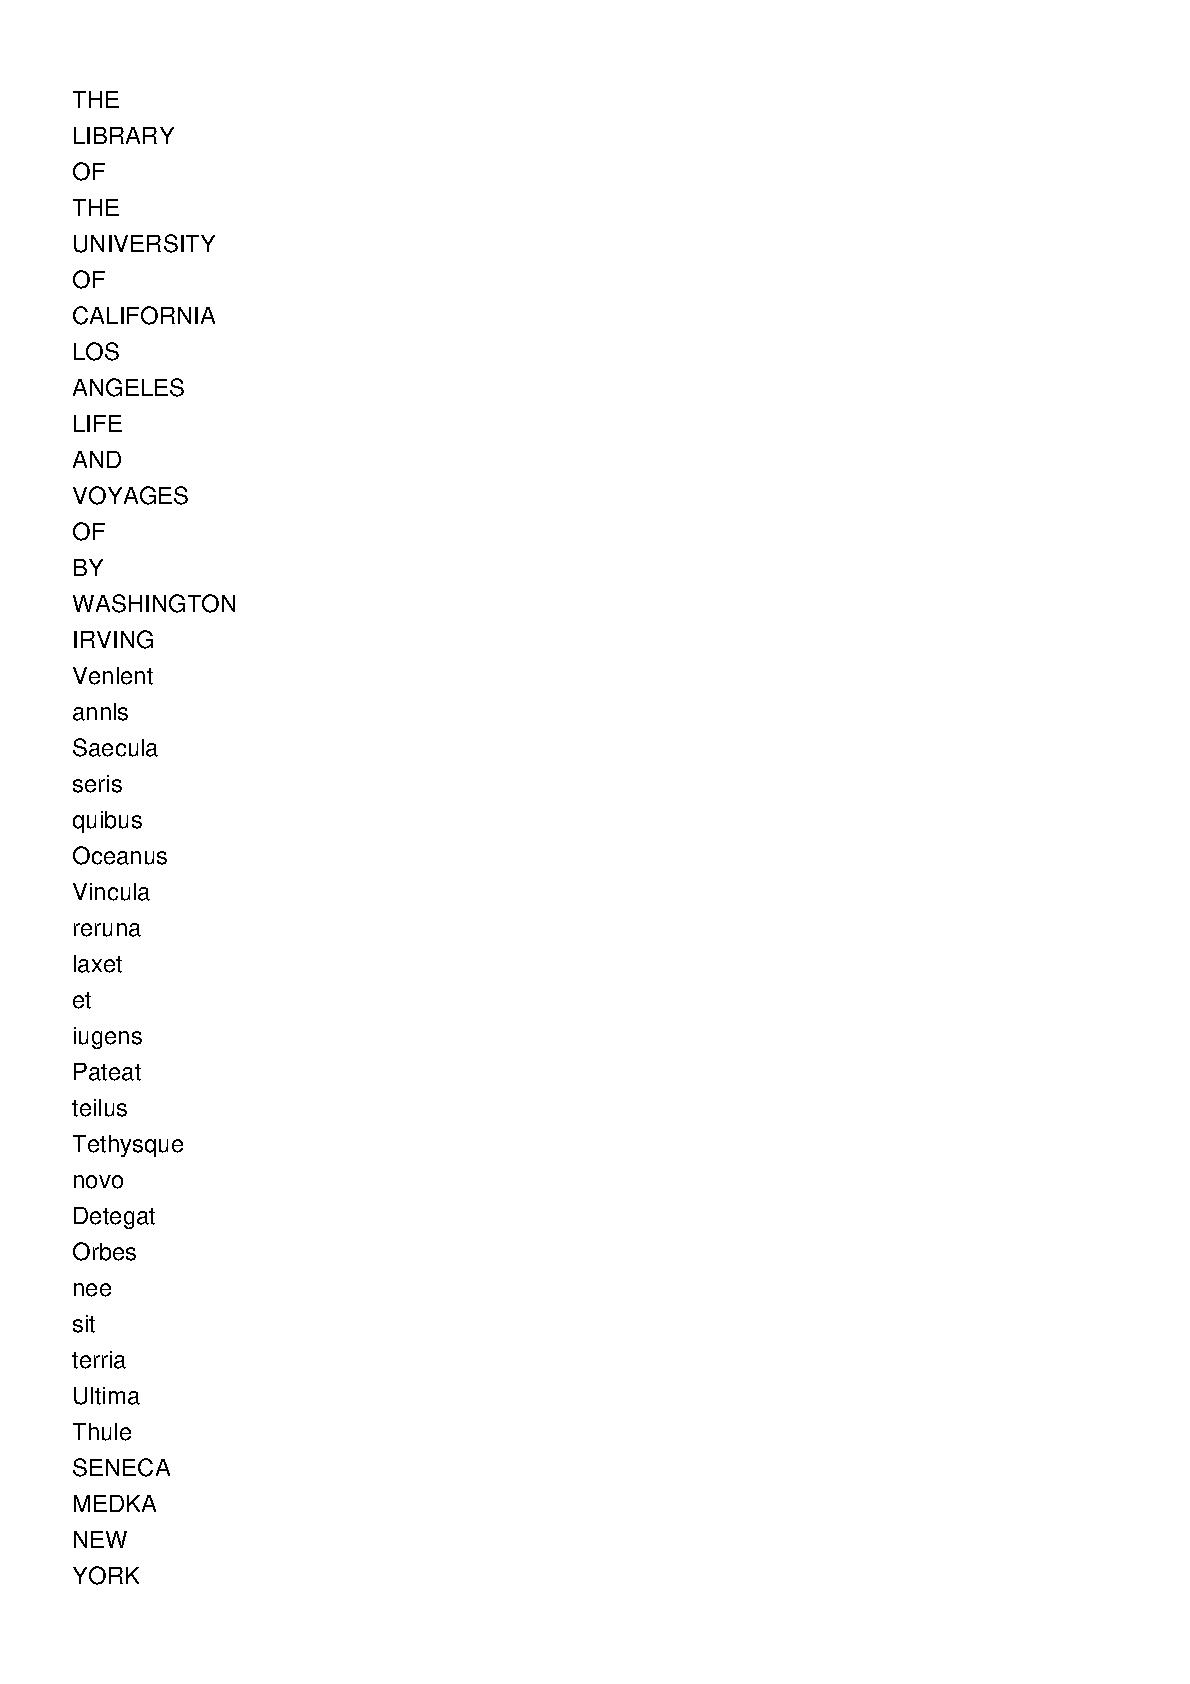 THE
LIBRARY
OF
THE
UNIVERSITY
OF
CALIFORNIA
LOS
ANGELES
LIFE
AND
VOYAGES
OF
BY
WASHINGTON
IRVING
Venlent
annls
Saecula
seris
quibus
Oceanus
Vincula
reruna
laxet
et
iugens
Pateat
teilus
Tethysque
novo
Detegat
Orbes
nee
sit
terria
Ultima
Thule
SENECA
MEDKA
NEW
YORK